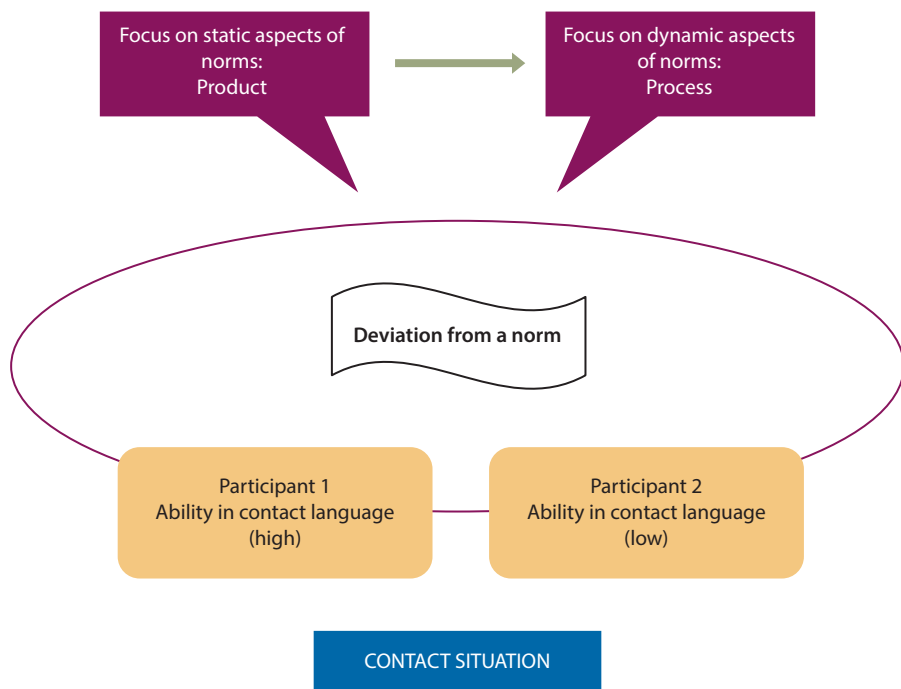 Focus on static aspects of
norms:
Product
Focus on dynamic aspects
of norms:
Process
Deviation from a norm
Participant 1
Ability in contact language
(high)
Participant 2
Ability in contact language
(low)
CONTACT SITUATION